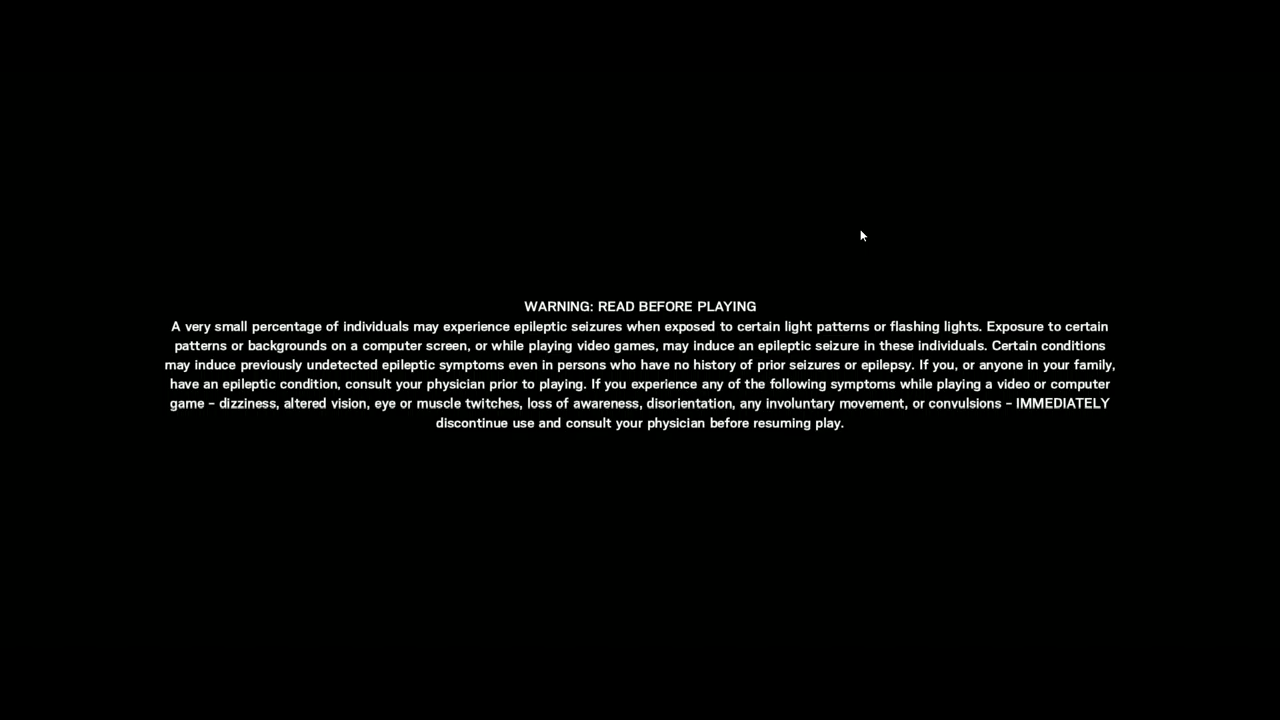 WARNING: READ BEFORE PLAYING
A very small percentage of individuals may experience epileptic seizures when exposed to certain light patterns or flashing lights. Exposure to certain
patterns or backgrounds on a computer screen, or while playing video games, may induce an epileptic seizure in these individuals. Certain conditions
may induce previously undetected epileptic symptoms even in persons who have no history of prior seizures or epilepsy. If you, or anyone in your family,
have an epileptic condition, consult your physician prior to playing. If you experience any of the following symptoms while playing a video or computer
game – dizziness, altered vision, eye or muscle twitches, loss of awareness, disorientation, any involuntary movement, or convulsions – IMMEDIATELY
discontinue use and consult your physician before resuming play.